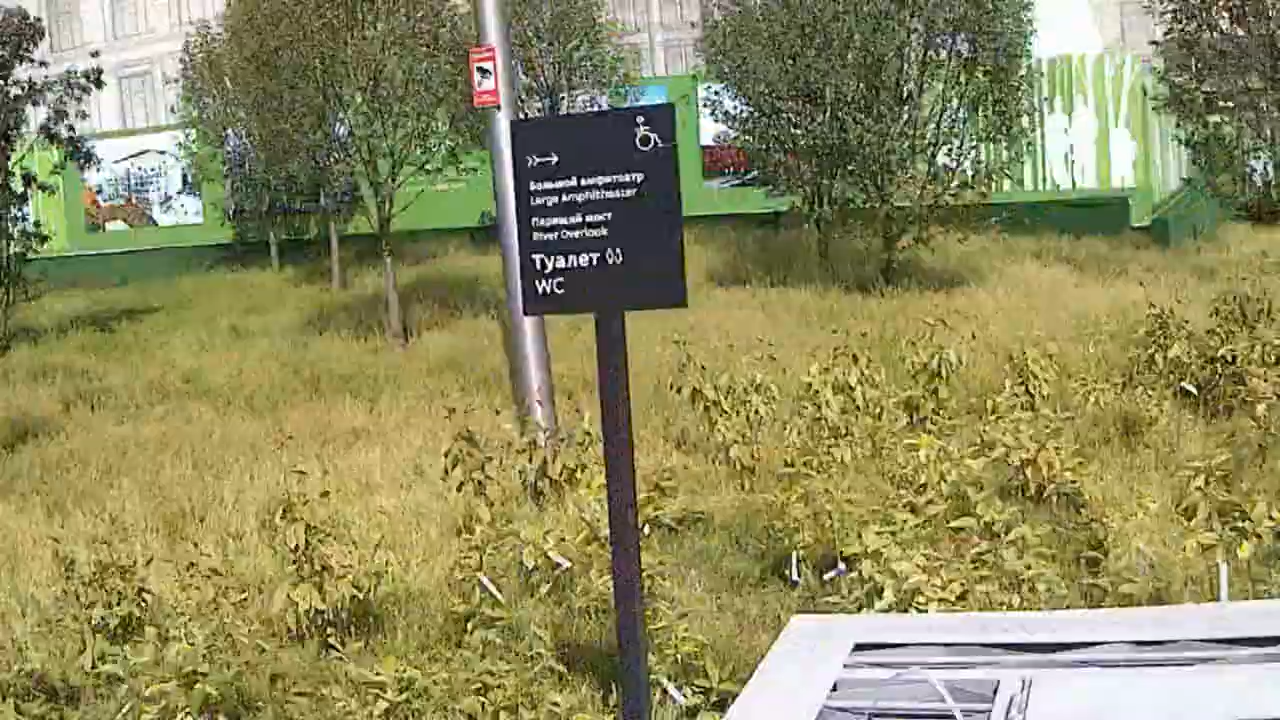 Большой амфитеатр
Large Amphitheater
Парящий мост
River Overlook
Туалет
WC